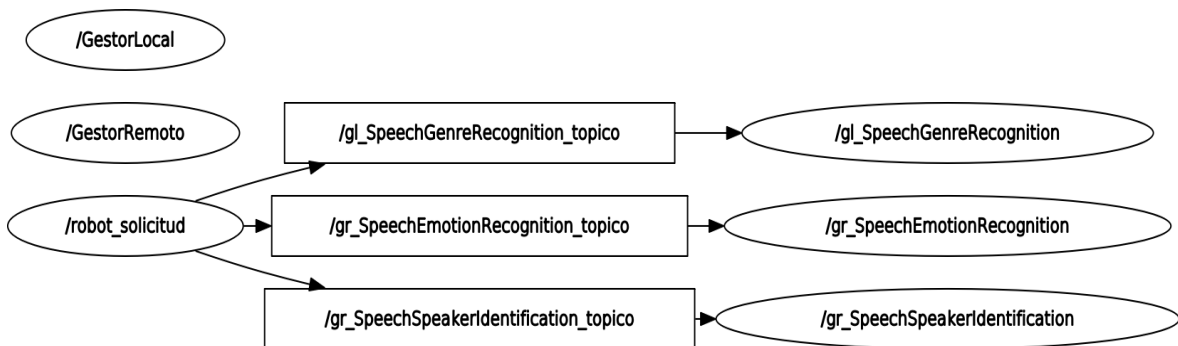 /GestorLocal
/GestorRemoto
/gl_SpeechGenreRecognition_topico
/gl_SpeechGenreRecognition
/robot_solicitud
/gr_SpeechEmotionRecognition_topico
/gr_SpeechEmotionRecognition
/gr_SpeechSpeakerIdentification_topico
/gr_SpeechSpeakerIdentification